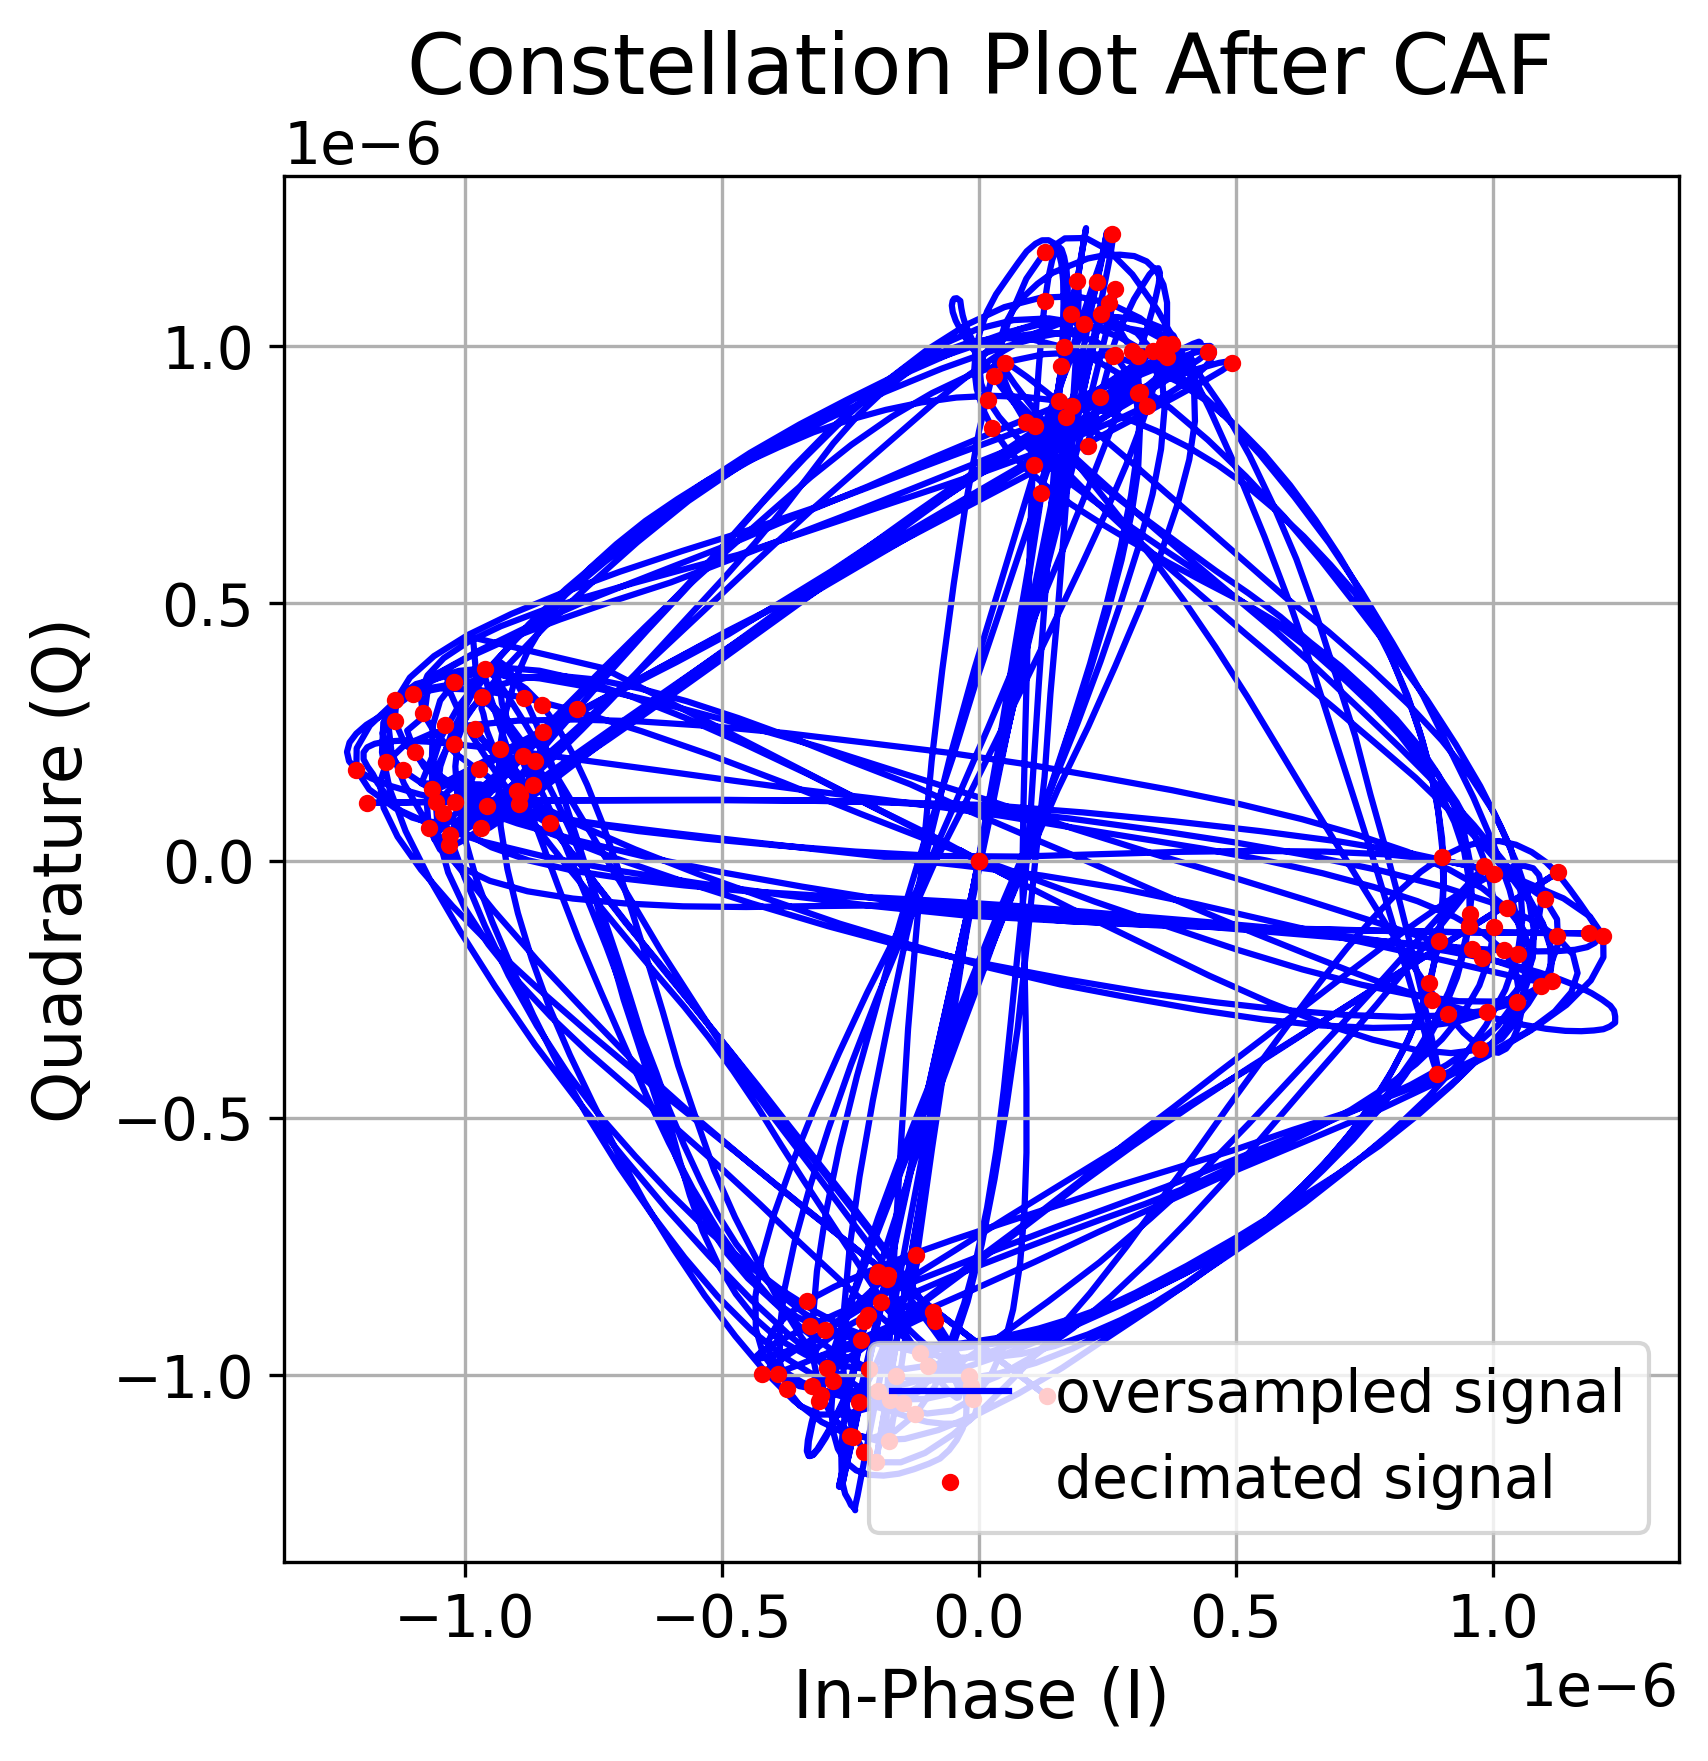 Constellation Plot After CAF
1e−6
1.0
0.5
0.0
−0.5
−1.0
Quadrature (Q)
oversampled signal
decimated signal
−1.0 −0.5 0.0 0.5 1.0
1e−6
In-Phase (I)